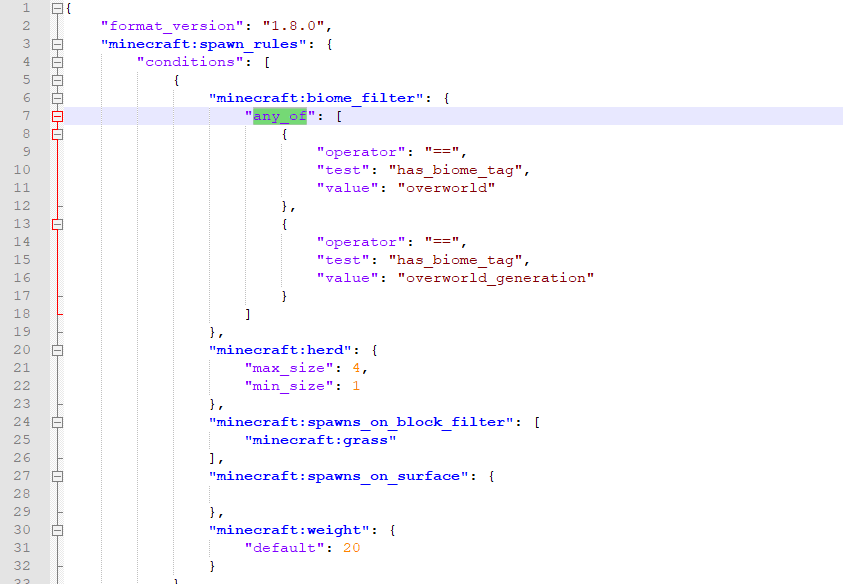 1 {
2 "format_version": "1.8.0",
3 "minecraft:spawn_rules": {
4 "conditions": [
5 {
6 "minecraft:biome_filter": {
7 "any_of": [
8 {
9 "operator": "==",
10 "test": "has_biome_tag",
11 "value": "overworld"
12 },
13 {
14 "operator": "==",
15 "test": "has_biome_tag",
16 "value": "overworld_generation"
17 }
18 ]
19 },
20 "minecraft:herd": {
21 "max_size": 4,
22 "min_size": 1
23 },
24 "minecraft:spawns_on_block_filter": [
25 "minecraft:grass"
26 ],
27 "minecraft:spawns_on_surface": {
28
29 },
30 "minecraft:weight": {
31 "default": 20
32 }
33 }